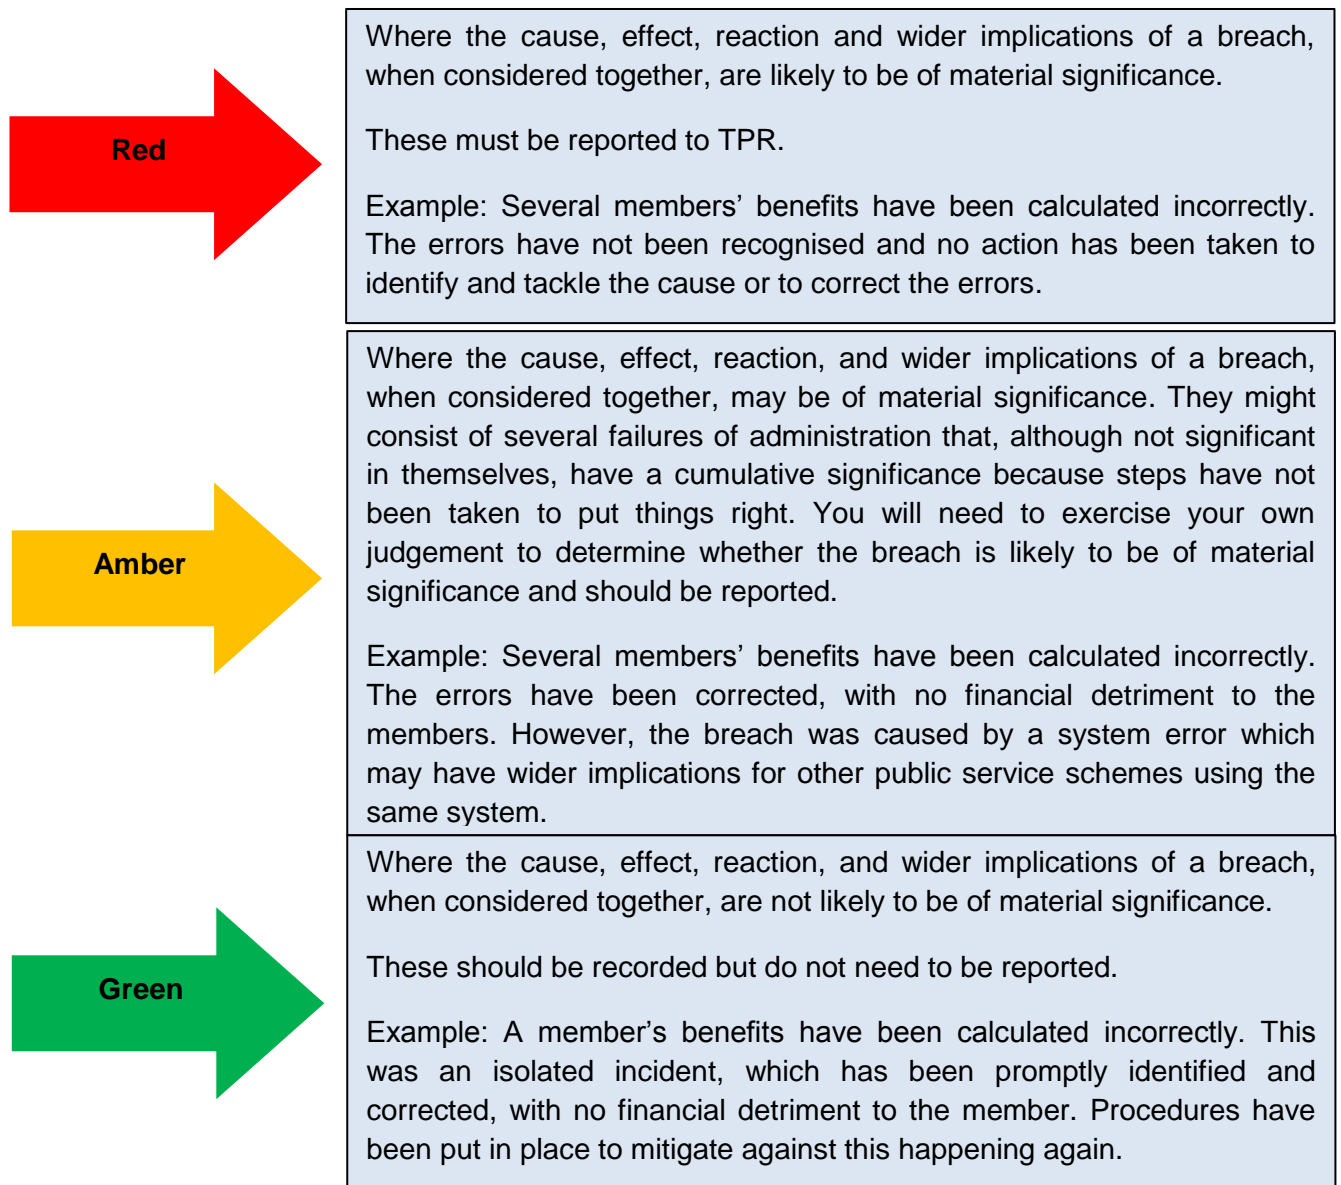 Red
Where the cause, effect, reaction and wider implications of a breach,
when considered together, are likely to be of material significance.
These must be reported to TPR.
Example: Several members’ benefits have been calculated incorrectly.
The errors have not been recognised and no action has been taken to
identify and tackle the cause or to correct the errors.
Amber
Where the cause, effect, reaction, and wider implications of a breach,
when considered together, may be of material significance. They might
consist of several failures of administration that, although not significant
in themselves, have a cumulative significance because steps have not
been taken to put things right. You will need to exercise your own
judgement to determine whether the breach is likely to be of material
significance and should be reported.
Example: Several members’ benefits have been calculated incorrectly.
The errors have been corrected, with no financial detriment to the
members. However, the breach was caused by a system error which
may have wider implications for other public service schemes using the
same system.
Green
Where the cause, effect, reaction, and wider implications of a breach,
when considered together, are not likely to be of material significance.
These should be recorded but do not need to be reported.
Example: A member’s benefits have been calculated incorrectly. This
was an isolated incident, which has been promptly identified and
corrected, with no financial detriment to the member. Procedures have
been put in place to mitigate against this happening again.